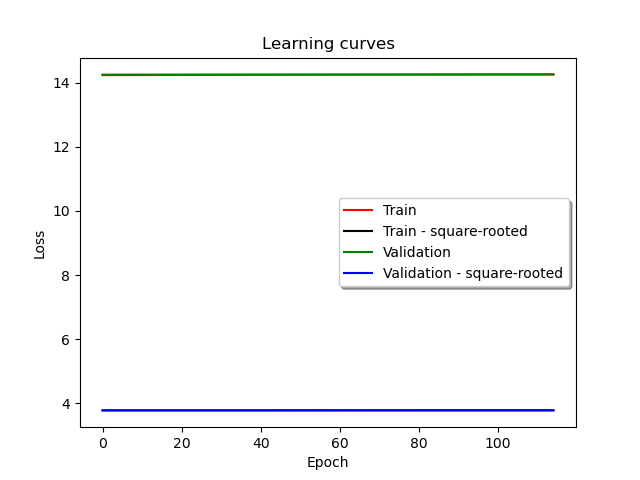 Learning curves
14
12
10
8
6
4
Loss
Train
Train - square-rooted
Validation
Validation - square-rooted
0 20 40 60 80 100
Epoch